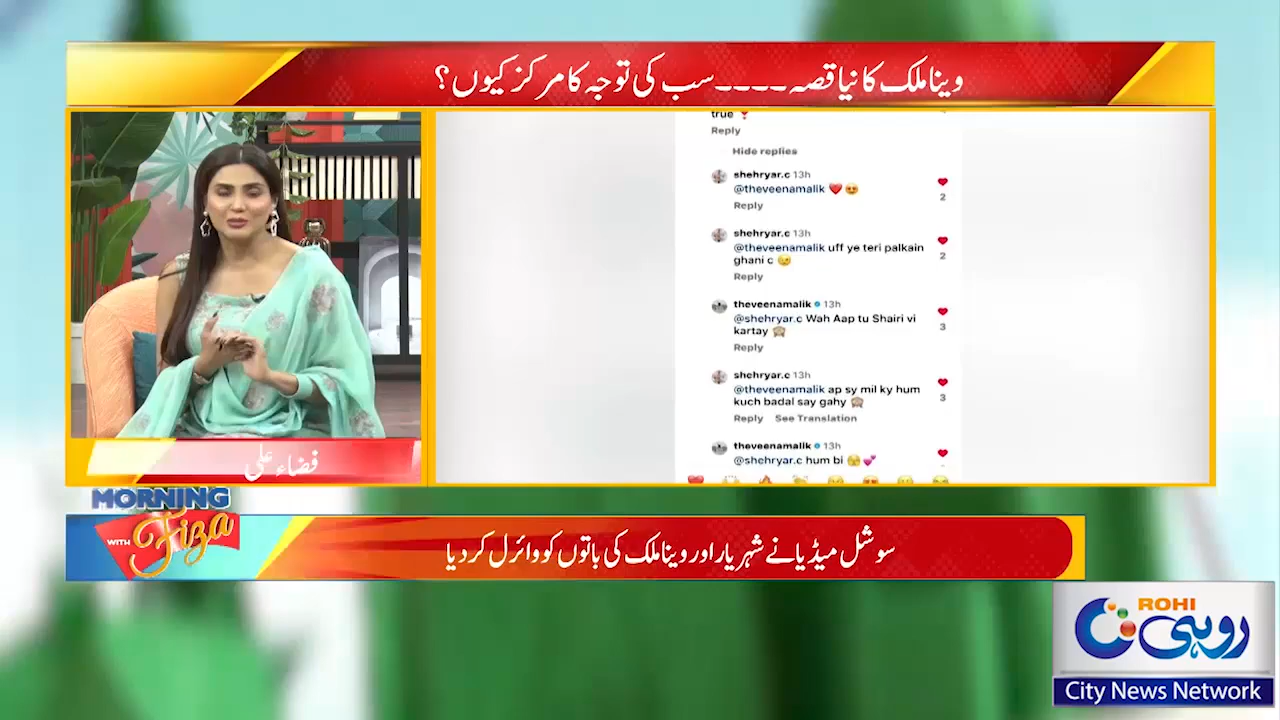 وینا ملک کا نیا قصہ ---- سب کی توجہ کا مرکز کیوں ؟
true
Reply
Hide replies
shehryar.c 13h
@theveenamalik ❤️😍
2
Reply
shehryar.c 13h
@theveenamalik uff ye teri palkain
ghani c 😉
2
Reply
theveenamalik 13h
@shehryar.c Wah Aap tu Shairi vi
kartay 🙈
3
Reply
shehryar.c 13h
@theveenamalik ap sy mil ky hum
kuch badal say gahy 🙈
3
Reply See Translation
theveenamalik 13h
@shehryar.c hum bi 🫣💕
فضاء علی
MORNING
WITH Fiza
سوشل میڈیا نے شہریار اور وینا ملک کی باتوں کو وائرل کر دیا
ROHI
روہی
City News Network